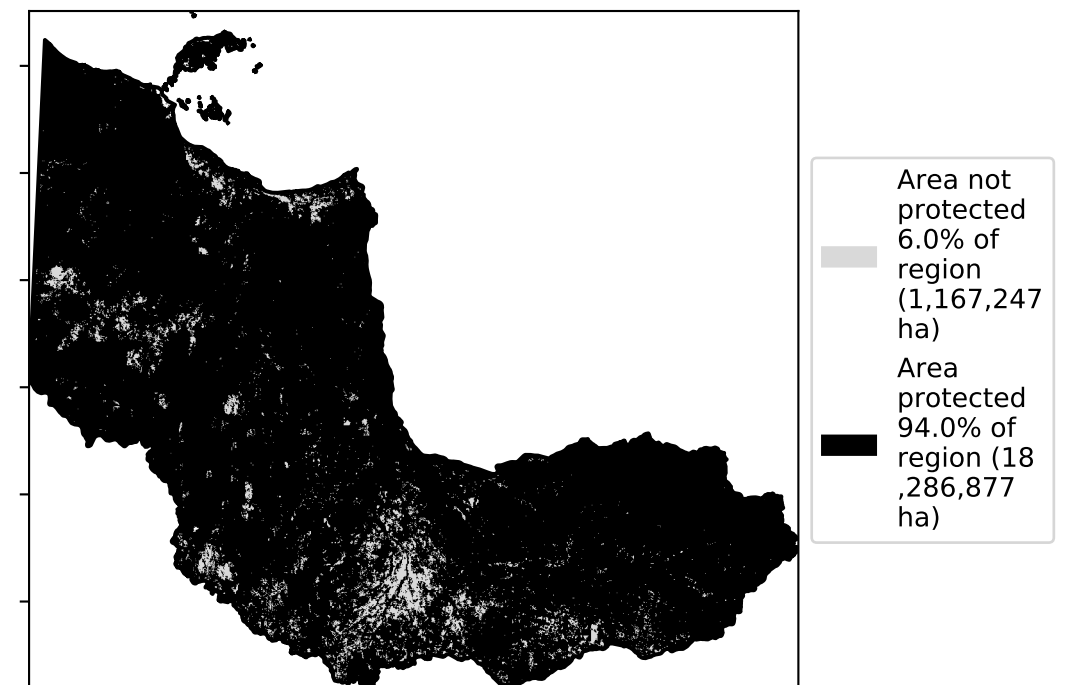 Area not
protected
6.0% of
region
(1,167,247
ha)
Area
protected
94.0% of
region (18
,286,877
ha)